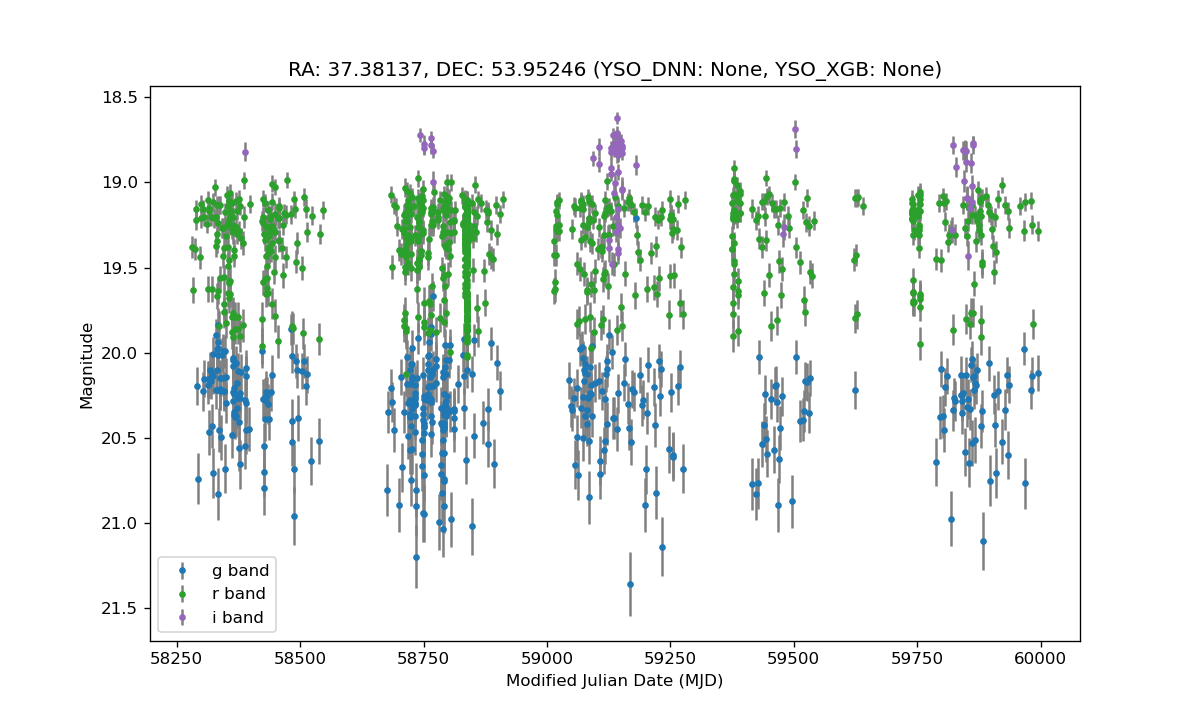 RA: 37.38137, DEC: 53.95246 (YSO_DNN: None, YSO_XGB: None)
18.5
19.0
19.5
20.0
20.5
21.0
21.5
Magnitude
g band
r band
i band
58250
58500
58750
59000
59250
59500
59750
60000
Modified Julian Date (MJD)